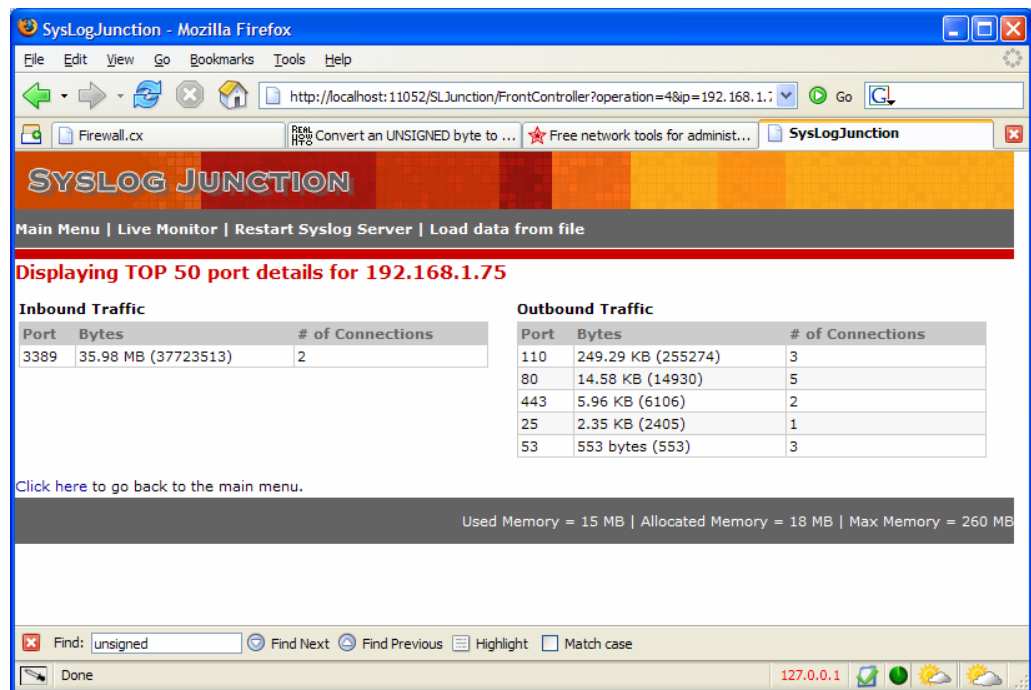 SysLogJunction - Mozilla Firefox
File Edit View Go Bookmarks Tools Help
http://localhost:11052/SLJunction/FrontController?operation=4&ip=192.168.1. Go G
Firewall.cx REAL HOW HTO Convert an UNSIGNED byte to ... Free network tools for administ... SysLogJunction
SYSLOG JUNCTION
Main Menu | Live Monitor | Restart Syslog Server | Load data from file
Displaying TOP 50 port details for 192.168.1.75
Inbound Traffic
Port Bytes # of Connections
3389 35.98 MB (37723513) 2
Outbound Traffic
Port Bytes # of Connections
110 249.29 KB (255274) 3
80 14.58 KB (14930) 5
443 5.96 KB (6106) 2
25 2.35 KB (2405) 1
53 553 bytes (553) 3
Click here to go back to the main menu.
Used Memory = 15 MB | Allocated Memory = 18 MB | Max Memory = 260 MB
Find: unsigned Find Next Find Previous Highlight Match case
Done 127.0.0.1